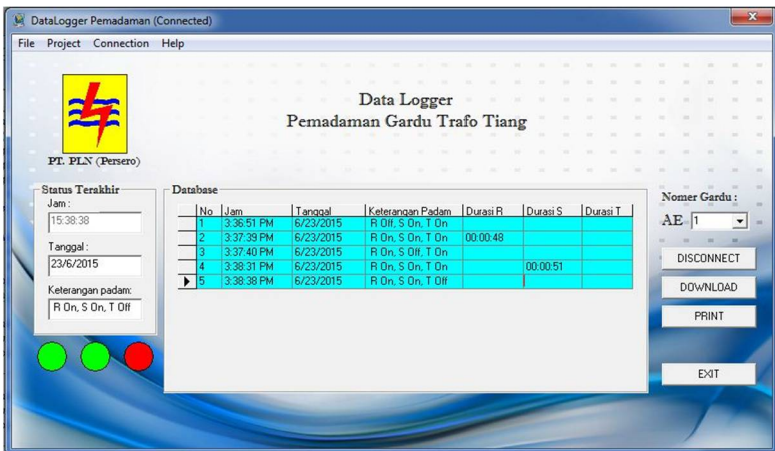 DataLogger Pemadaman (Connected)
File Project Connection Help
Data Logger
Pemadaman Gardu Trafo Tiang
PT. PLN (Persero)
Status Terakhir
Jam :
15:38:38
Tanggal :
23/6/2015
Keterangan padam:
R On, S On, T Off
Database
No Jam Tanggal Keterangan Padam Durasi R Durasi S Durasi T
1 3:36:51 PM 6/23/2015 R Off, S On, T On
2 3:37:39 PM 6/23/2015 R On, S On, T On 00:00:48
3 3:37:40 PM 6/23/2015 R On, S Off, T On
4 3:38:31 PM 6/23/2015 R On, S On, T On 00:00:51
5 3:38:38 PM 6/23/2015 R On, S On, T Off
Nomer Gardu :
AE 1
DISCONNECT
DOWNLOAD
PRINT
EXIT